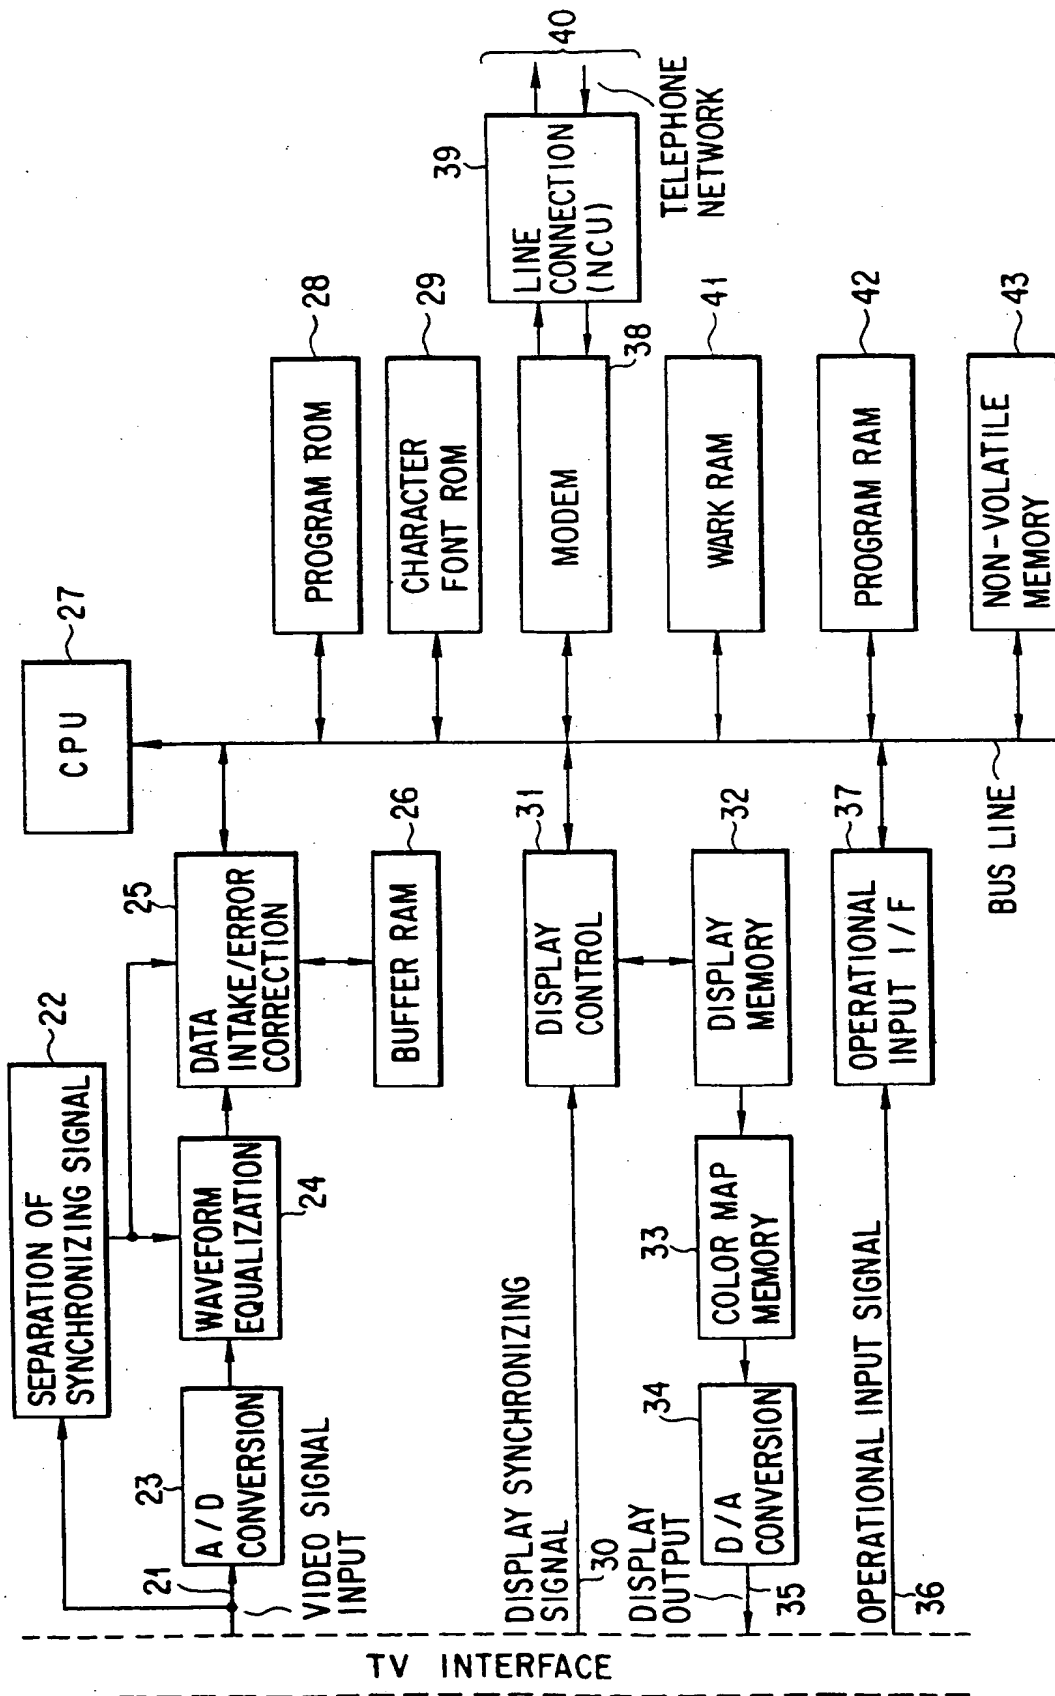 SEPARATION OF
SYNCHRONIZING SIGNAL
22
CPU
27
21
A/D
CONVERSION
23
WAVEFORM
EQUALIZATION
24
DATA
INTAKE/ERROR
CORRECTION
25
VIDEO SIGNAL
INPUT
BUFFER RAM
26
PROGRAM ROM
28
CHARACTER
FONT ROM
29
DISPLAY SYNCHRONIZING
SIGNAL
30
DISPLAY
CONTROL
31
MODEM
38
LINE
CONNECTION
(NCU)
39
40
TELEPHONE
NETWORK
DISPLAY
OUTPUT
35
D/A
CONVERSION
34
COLOR MAP
MEMORY
33
DISPLAY
MEMORY
32
WARK RAM
41
OPERATIONAL INPUT SIGNAL
36
OPERATIONAL
INPUT I/F
37
PROGRAM RAM
42
BUS LINE
NON-VOLATILE
MEMORY
43
TV INTERFACE